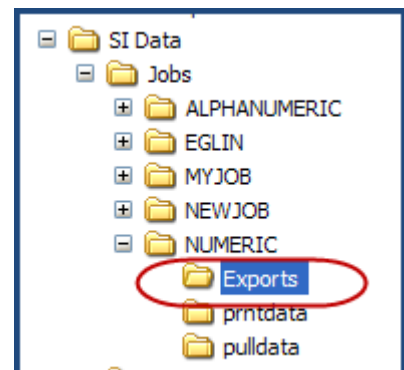 SI Data
Jobs
ALPHANUMERIC
EGLIN
MYJOB
NEWJOB
NUMERIC
Exports
prntdata
pulldata